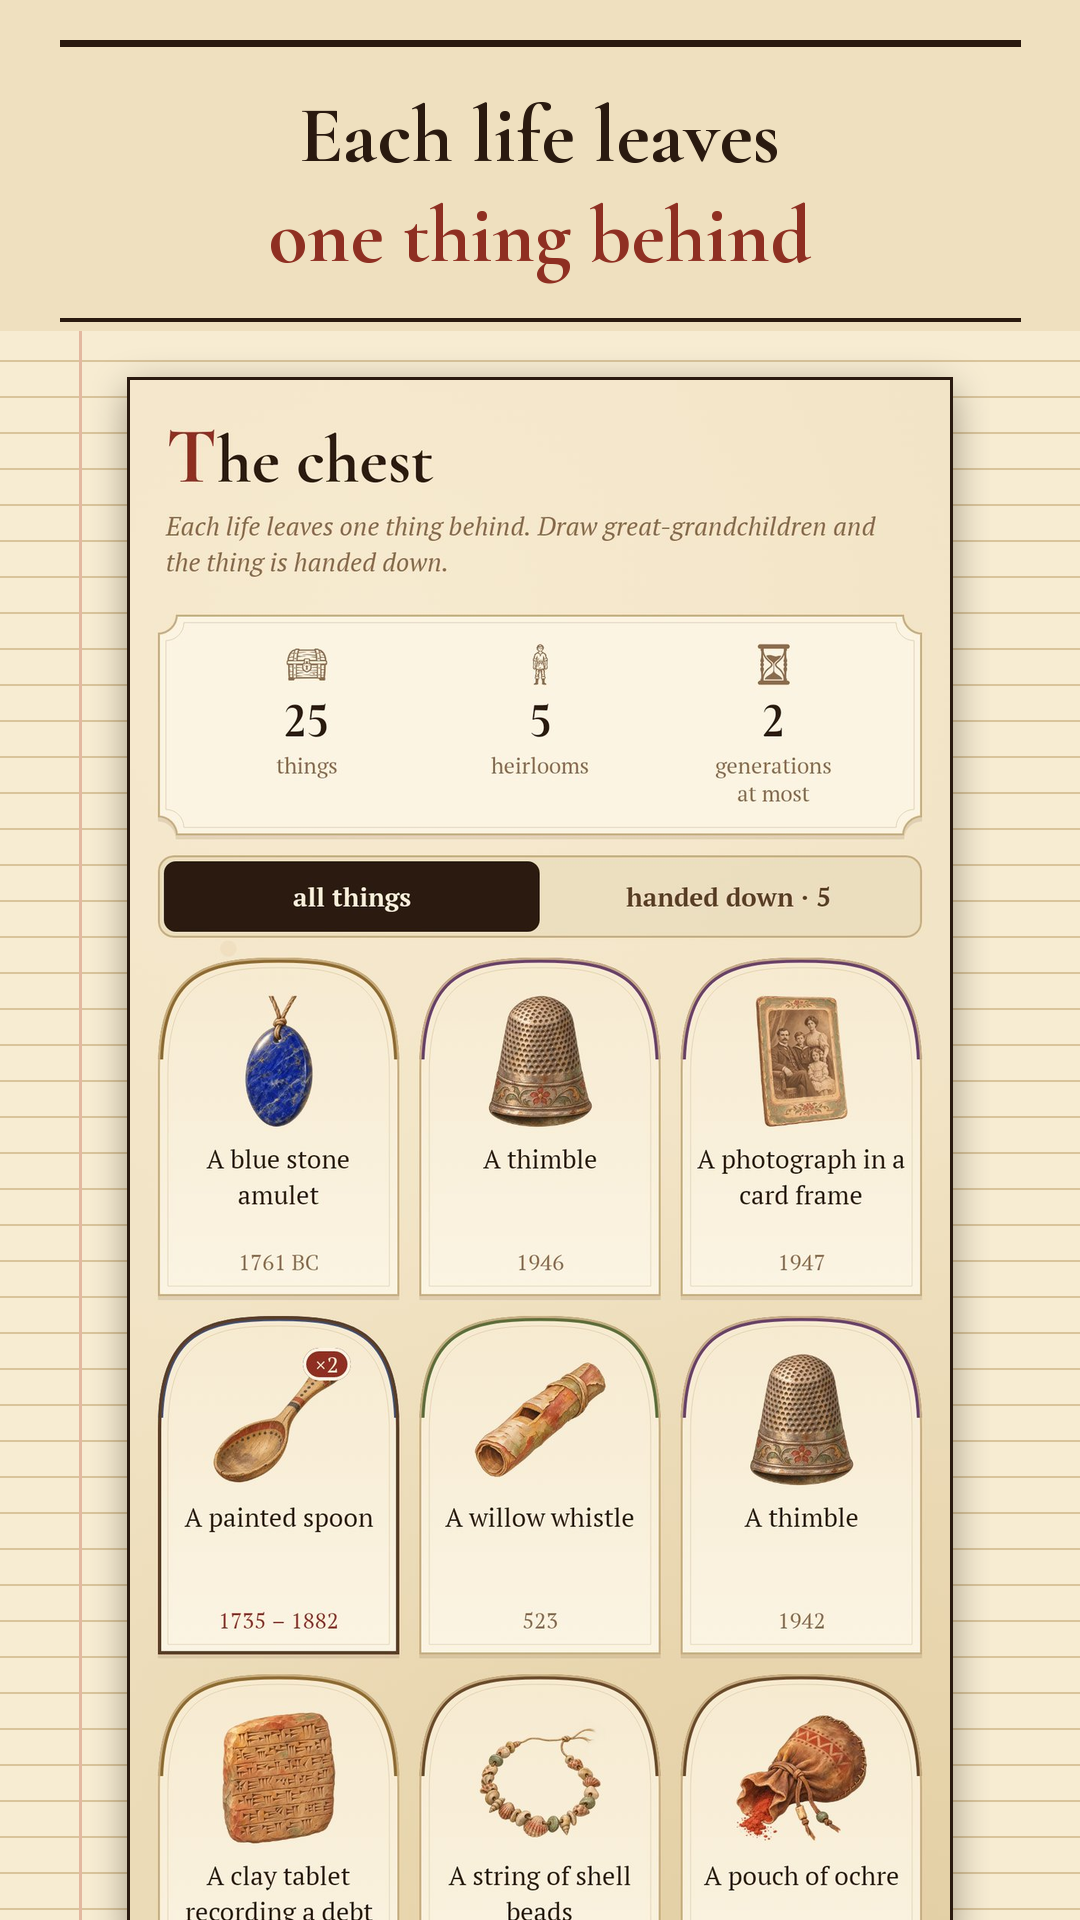 Each life leaves
one thing behind
The chest
Each life leaves one thing behind. Draw great-grandchildren and
the thing is handed down.
25
things
5
heirlooms
2
generations
at most
all things
handed down · 5
A blue stone
amulet
1761 BC
A thimble
1946
A photograph in a
card frame
1947
×2
A painted spoon
1735 – 1882
A willow whistle
523
A thimble
1942
A clay tablet
recording a debt
A string of shell
beads
A pouch of ochre